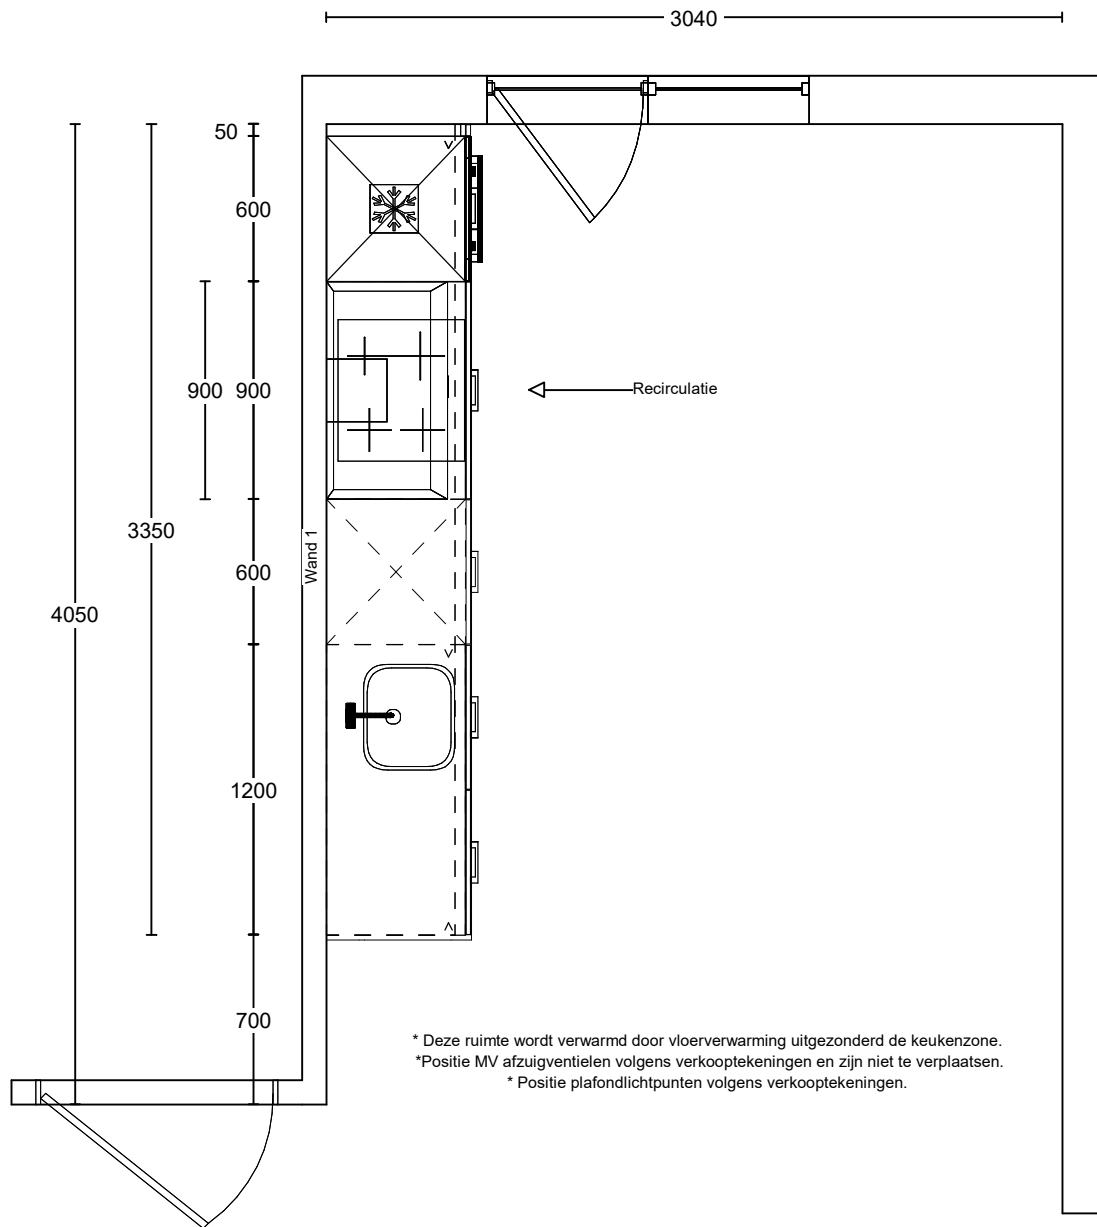 3040
50
600
900 900
Recirculatie
3350
Wand 1
600
4050
1200
700
* Deze ruimte wordt verwarmd door vloerverwarming uitgezonderd de keukenzone.
*Positie MV afzuigventielen volgens verkooptekeningen en zijn niet te verplaatsen.
* Positie plafondlichtpunten volgens verkooptekeningen.